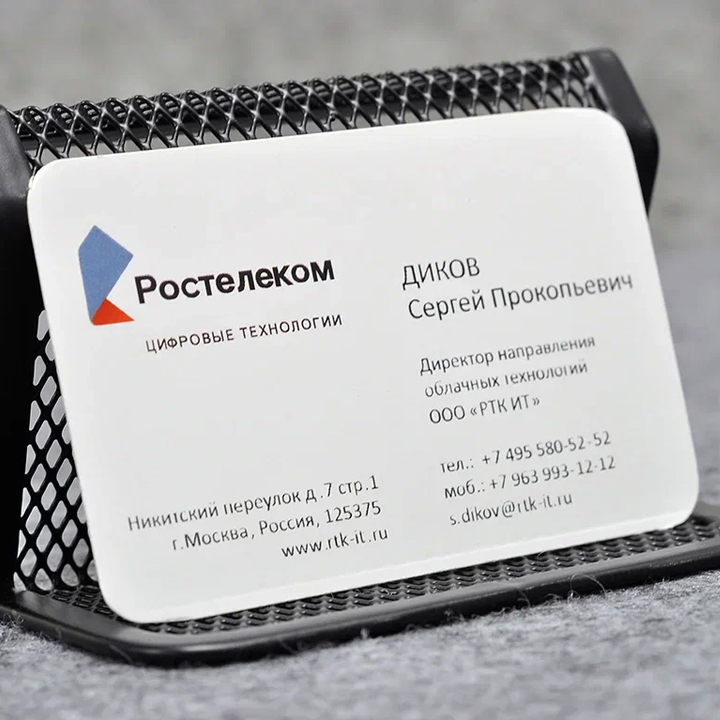 Ростелеком
ЦИФРОВЫЕ ТЕХНОЛОГИИ
ДИКОВ
Сергей Прокопьевич
Директор направления
облачных технологий
ООО «РТК ИТ»
тел.: +7 495 580-52-52
моб.: +7 963 993-12-12
s.dikov@rtk-it.ru
Никитский переулок д.7 стр.1
г.Москва, Россия, 125375
www.rtk-it.ru